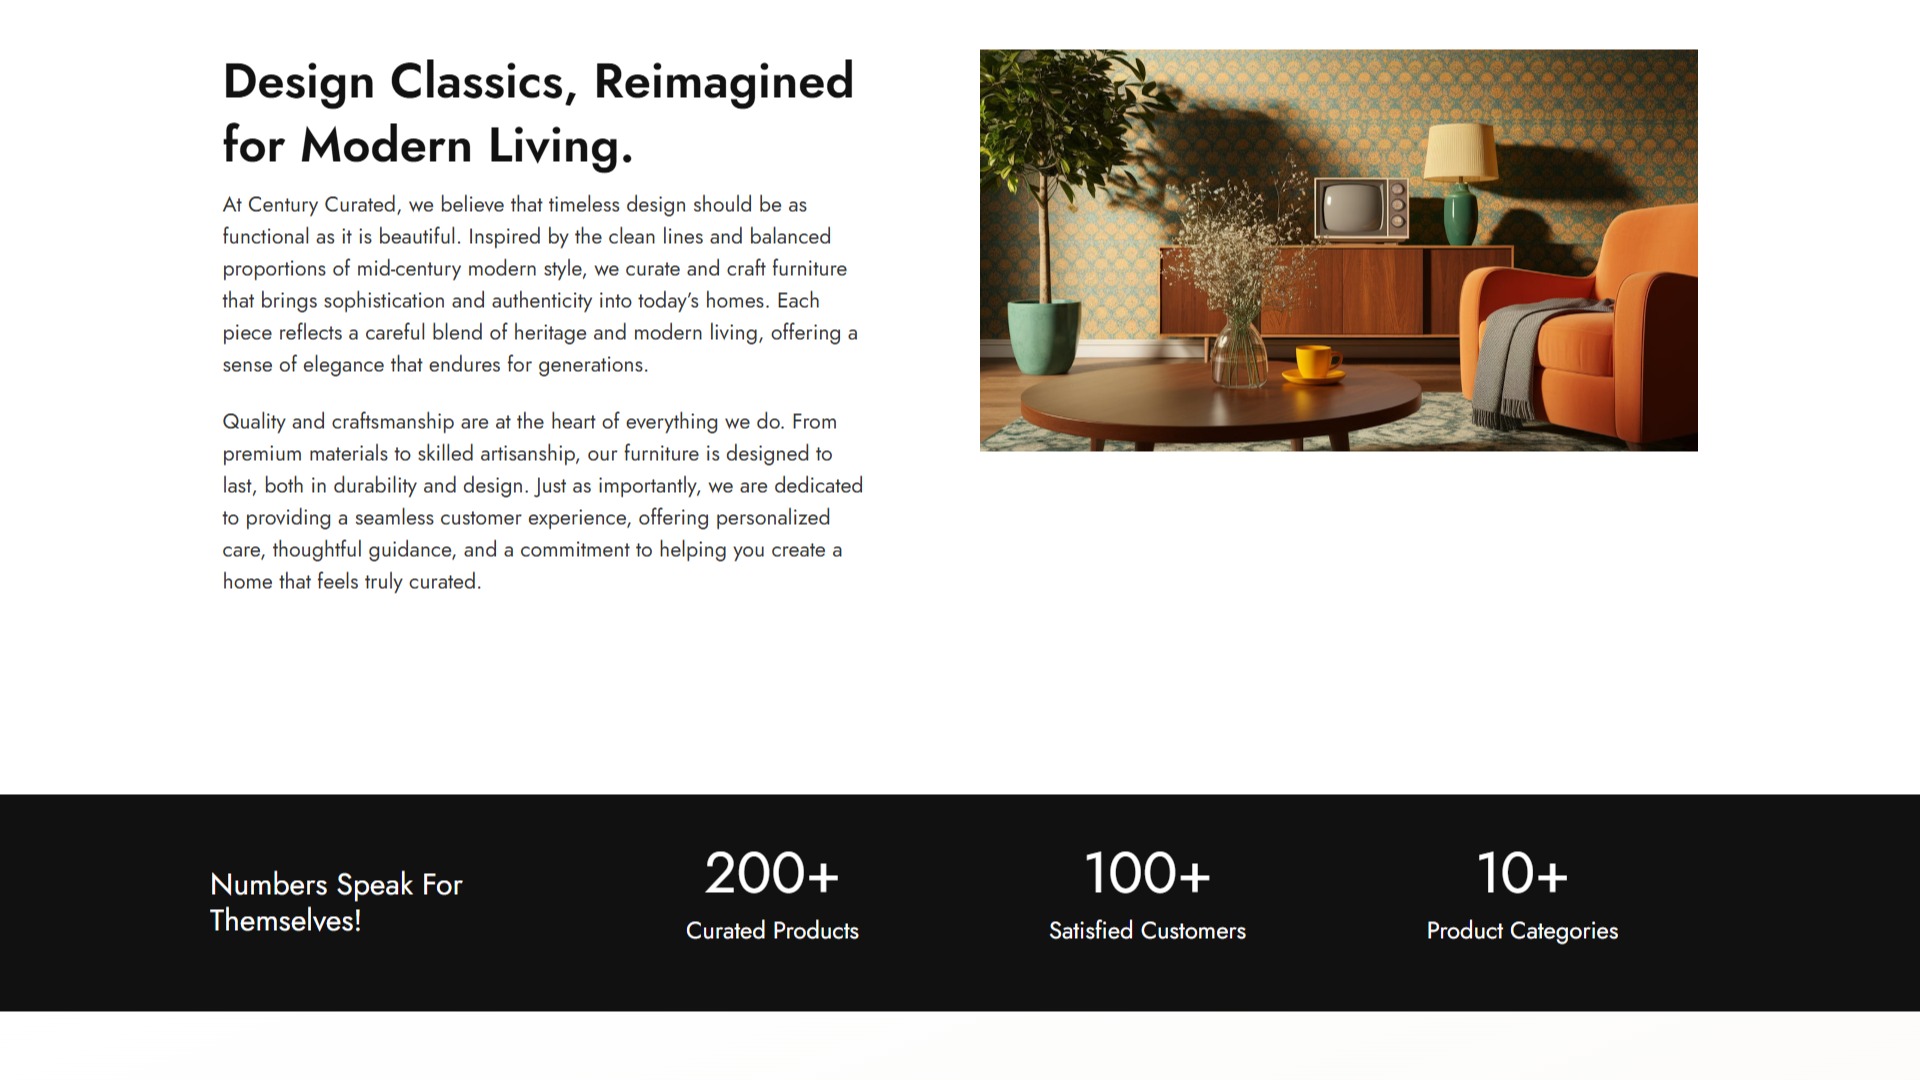 Design Classics, Reimagined
for Modern Living.
At Century Curated, we believe that timeless design should be as
functional as it is beautiful. Inspired by the clean lines and balanced
proportions of mid-century modern style, we curate and craft furniture
that brings sophistication and authenticity into today’s homes. Each
piece reflects a careful blend of heritage and modern living, offering a
sense of elegance that endures for generations.
Quality and craftsmanship are at the heart of everything we do. From
premium materials to skilled artisanship, our furniture is designed to
last, both in durability and design. Just as importantly, we are dedicated
to providing a seamless customer experience, offering personalized
care, thoughtful guidance, and a commitment to helping you create a
home that feels truly curated.
Numbers Speak For
Themselves!
200+
Curated Products
100+
Satisfied Customers
10+
Product Categories